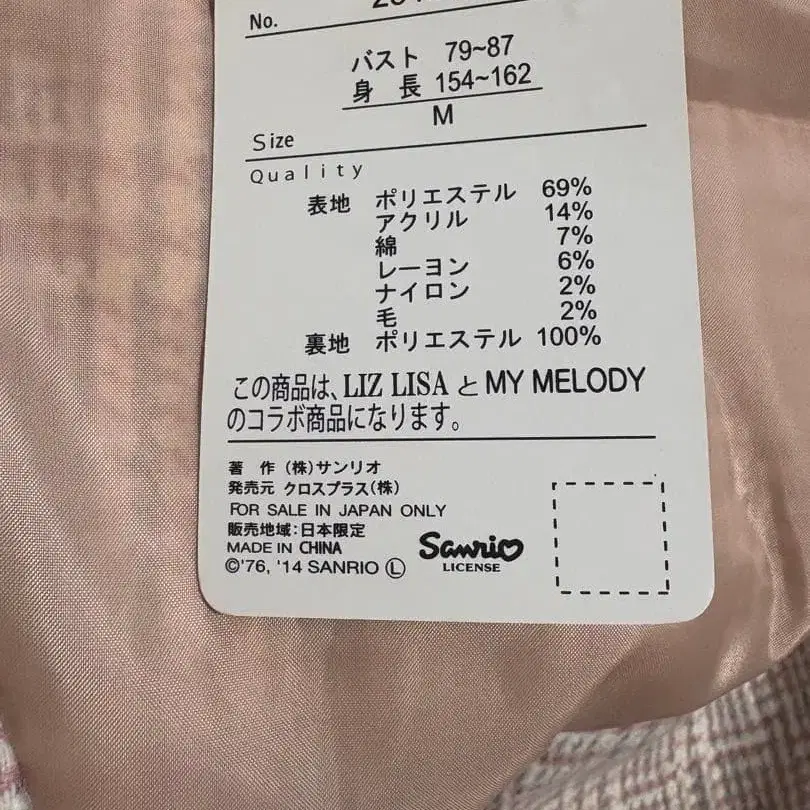 No.
バスト 79~87
身 長 154~162
M
Size
Quality
表地 ポリエステル 69%
アクリル 14%
綿 7%
レーヨン 6%
ナイロン 2%
毛 2%
裏地 ポリエステル 100%
この商品は、LIZ LISA と MY MELODY
のコラボ商品になります。
著 作 (株)サンリオ
発売元 クロスプラス(株)
FOR SALE IN JAPAN ONLY
販売地域:日本限定
MADE IN CHINA
©'76, '14 SANRIO Ⓛ
Sanrio
LICENSE